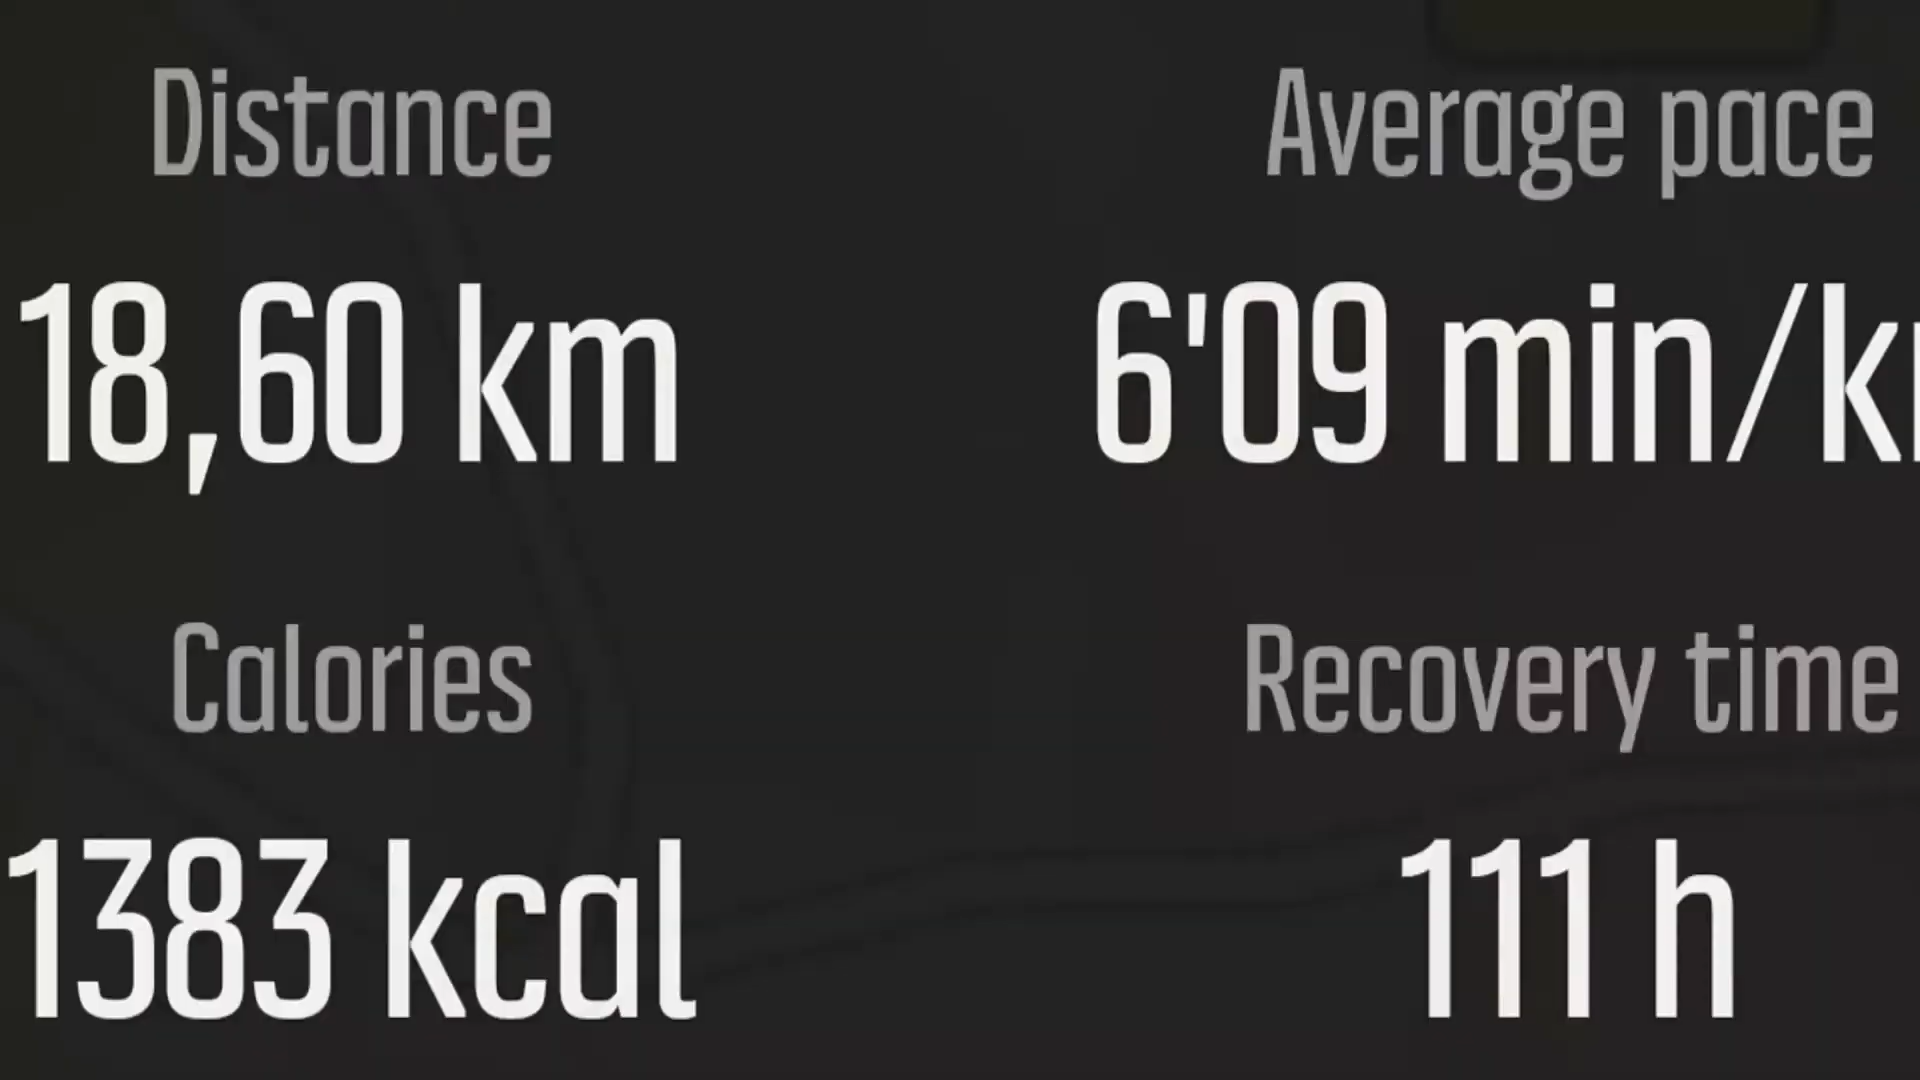 Distance
Average pace
18,60 km
6'09 min/k
Calories
Recovery time
1383 kcal
111 h